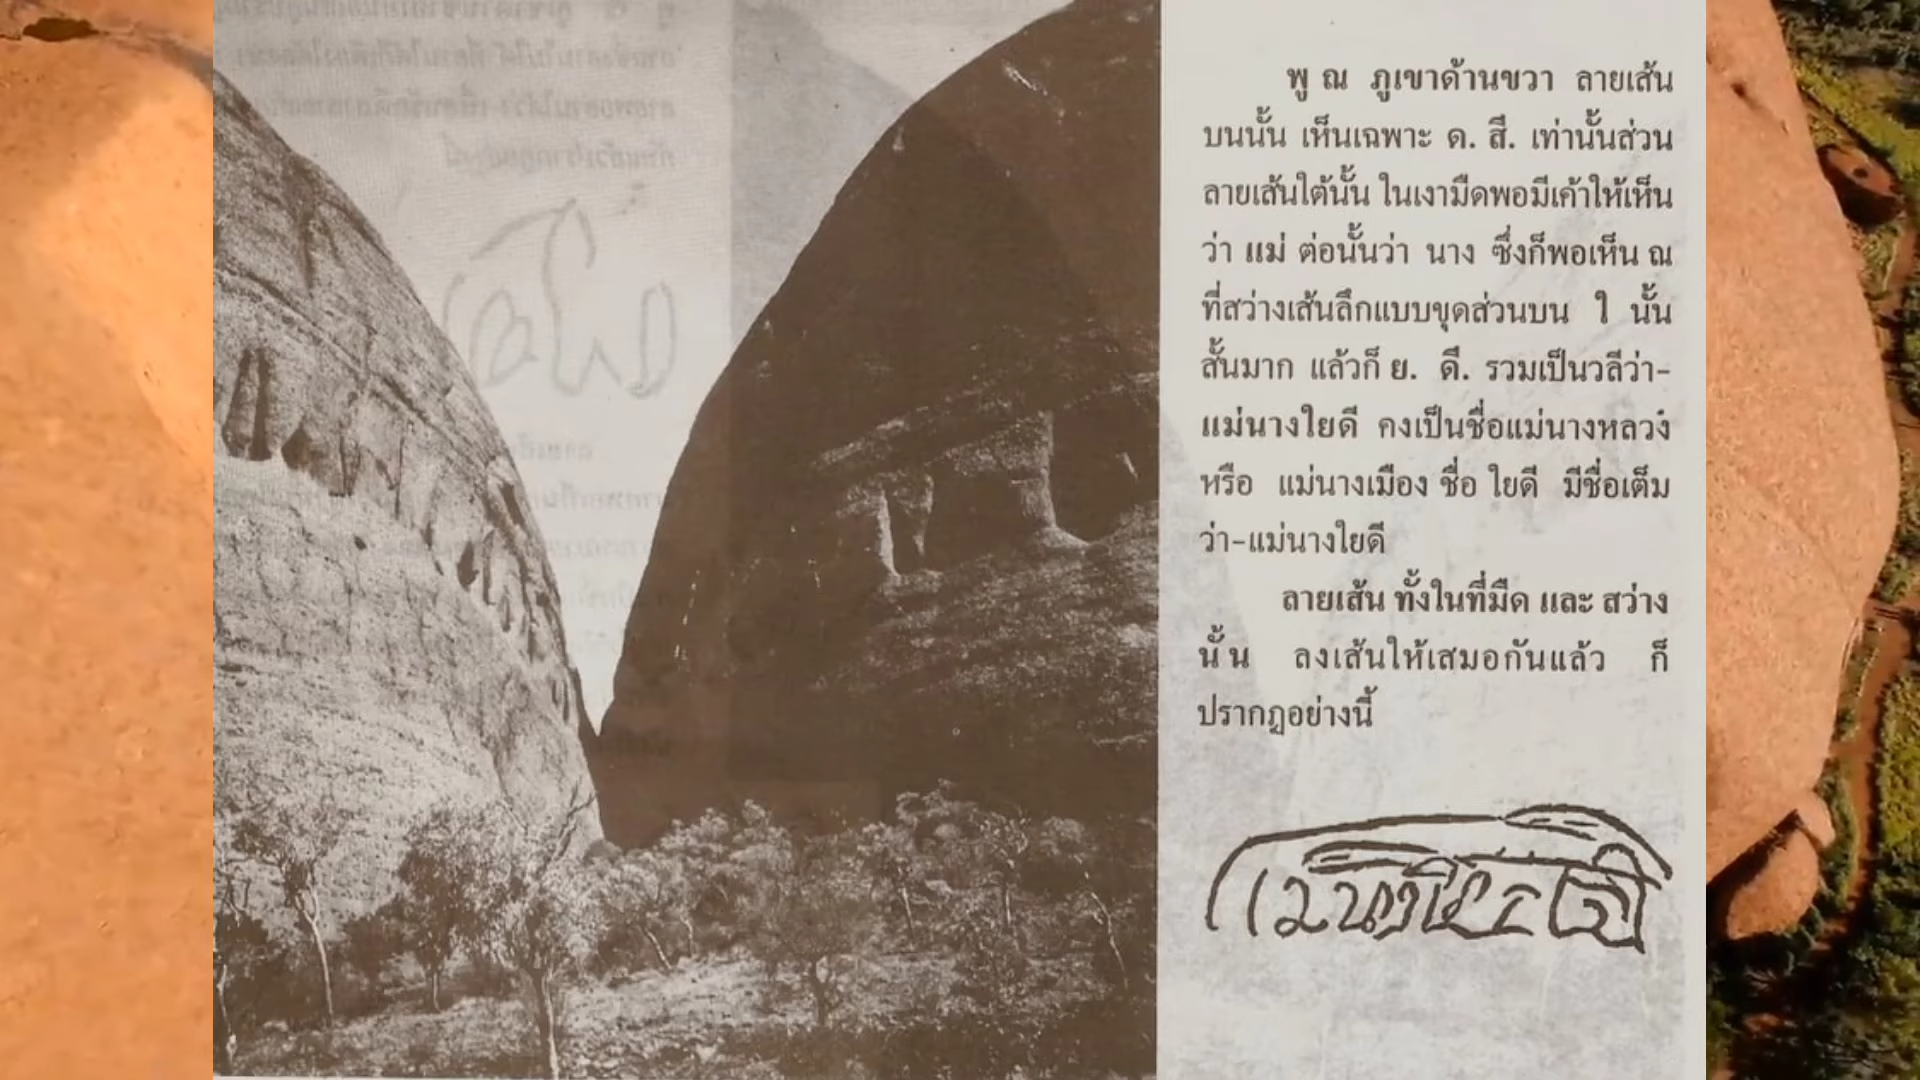 พู ณ ภูเขาด้านขวา ลายเส้น
บนนั้น เห็นเฉพาะ ด. สี. เท่านั้นส่วน
ลายเส้นใต้นั้น ในเงามืดพอมีเค้าให้เห็น
ว่า แม่ ต่อนั้นว่า นาง ซึ่งก็พอเห็น ณ
ที่สว่างเส้นลึกแบบขุดส่วนบน ใ นั้น
สั้นมาก แล้วก็ ย. ดี. รวมเป็นวลีว่า-
แม่นางใยดี คงเป็นชื่อแม่นางหลวง
หรือ แม่นางเมือง ชื่อ ใยดี มีชื่อเต็ม
ว่า-แม่นางใยดี
ลายเส้น ทั้งในที่มืด และ สว่าง
นั้น ลงเส้นให้เสมอกันแล้ว ก็
ปรากฏอย่างนี้